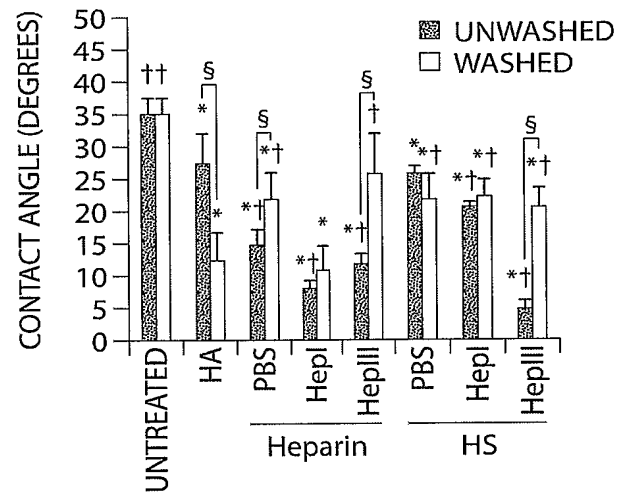 CONTACT ANGLE (DEGREES)
50
45
40
35
30
25
20
15
10
5
0
UNWASHED
WASHED
††
§
*
*
§
*†
*†
*†
*
§
†
*†
*
*†
*†
*†
§
*†
*†
UNTREATED
HA
PBS
HepI
HepIII
PBS
HepI
HepIII
Heparin
HS